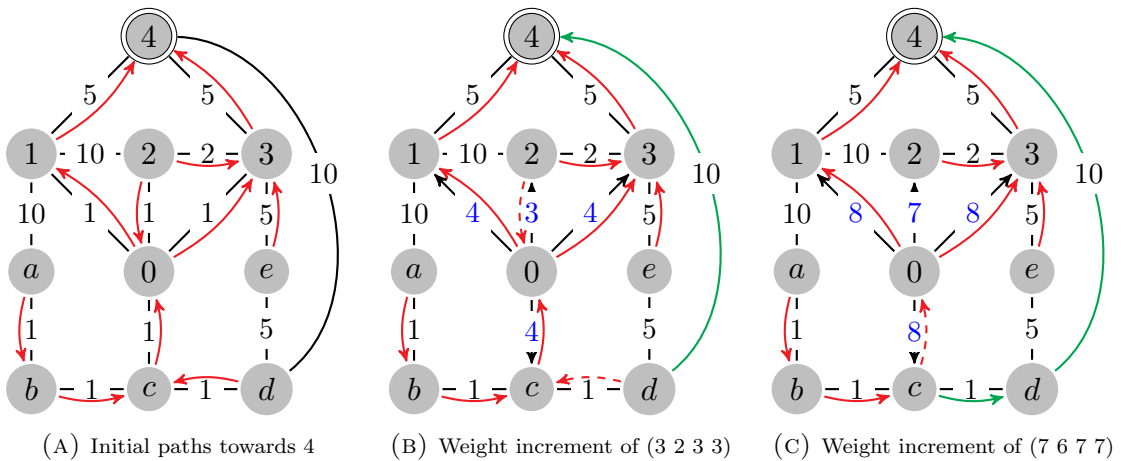 4 4 4
5 5 5 5 5 5
1 10 2 2 3 10 1 10 2 2 3 10 1 10 2 2 3 10
10 1 1 1 5 10 4 3 4 5 10 8 7 8 5
a 0 e a 0 e a 0 e
1 1 5 1 4 5 1 8 5
b 1 c 1 d b 1 c 1 d b 1 c 1 d
(A) Initial paths towards 4 (B) Weight increment of (3 2 3 3) (C) Weight increment of (7 6 7 7)